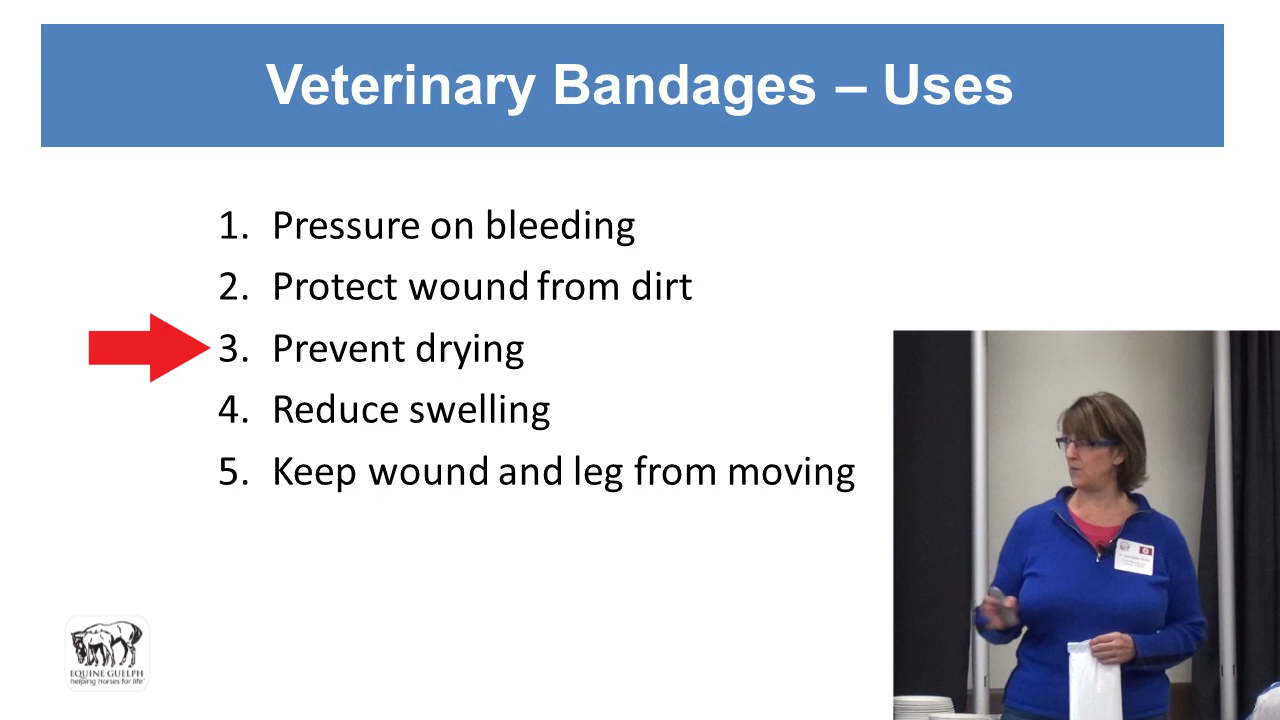 Veterinary Bandages – Uses
1. Pressure on bleeding
2. Protect wound from dirt
3. Prevent drying
4. Reduce swelling
5. Keep wound and leg from moving
EQUINE GUELPH
helping horses for life